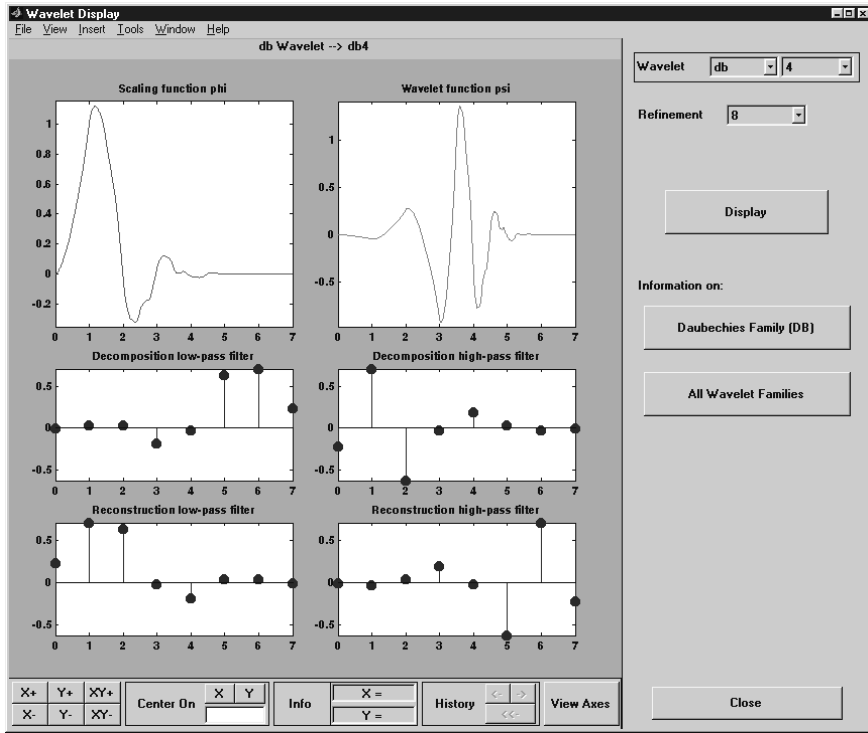 Wavelet Display
File View Insert Tools Window Help
db Wavelet --> db4
Scaling function phi
1
0.8
0.6
0.4
0.2
0
-0.2
0 1 2 3 4 5 6 7
Wavelet function psi
1
0.5
0
-0.5
0 1 2 3 4 5 6 7
Decomposition low-pass filter
0.5
0
-0.5
0 1 2 3 4 5 6 7
Decomposition high-pass filter
0.5
0
-0.5
0 1 2 3 4 5 6 7
Reconstruction low-pass filter
0.5
0
-0.5
0 1 2 3 4 5 6 7
Reconstruction high-pass filter
0.5
0
-0.5
0 1 2 3 4 5 6 7
Wavelet db 4
Refinement 8
Display
Information on:
Daubechies Family (DB)
All Wavelet Families
X+ Y+ XY+
X- Y- XY-
Center On X Y
Info X =
Y =
History <- ->
<<-
View Axes
Close